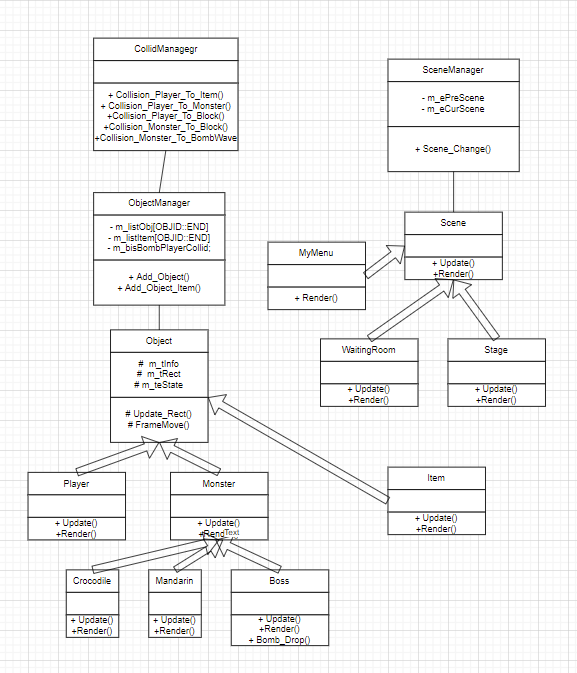 CollidManagegr
+ Collision_Player_To_Item()
+ Collision_Player_To_Monster()
+Collision_Player_To_Block()
+Collision_Monster_To_Block()
+Collision_Monster_To_BombWave
SceneManager
- m_ePreScene
- m_eCurScene
+ Scene_Change()
ObjectManager
- m_listObj[OBJID::END]
- m_listItem[OBJID::END]
- m_bisBombPlayerCollid;
+ Add_Object()
+ Add_Object_Item()
Scene
+ Update()
+Render()
MyMenu
+ Render()
Object
# m_tInfo
# m_tRect
# m_teState
# Update_Rect()
# FrameMove()
WaitingRoom
+ Update()
+Render()
Stage
+ Update()
+Render()
Player
+ Update()
+Render()
Monster
+ Update()
Text
Item
+ Update()
+Render()
Crocodile
+ Update()
+Render()
Mandarin
+ Update()
+Render()
Boss
+ Update()
+Render()
+ Bomb_Drop()